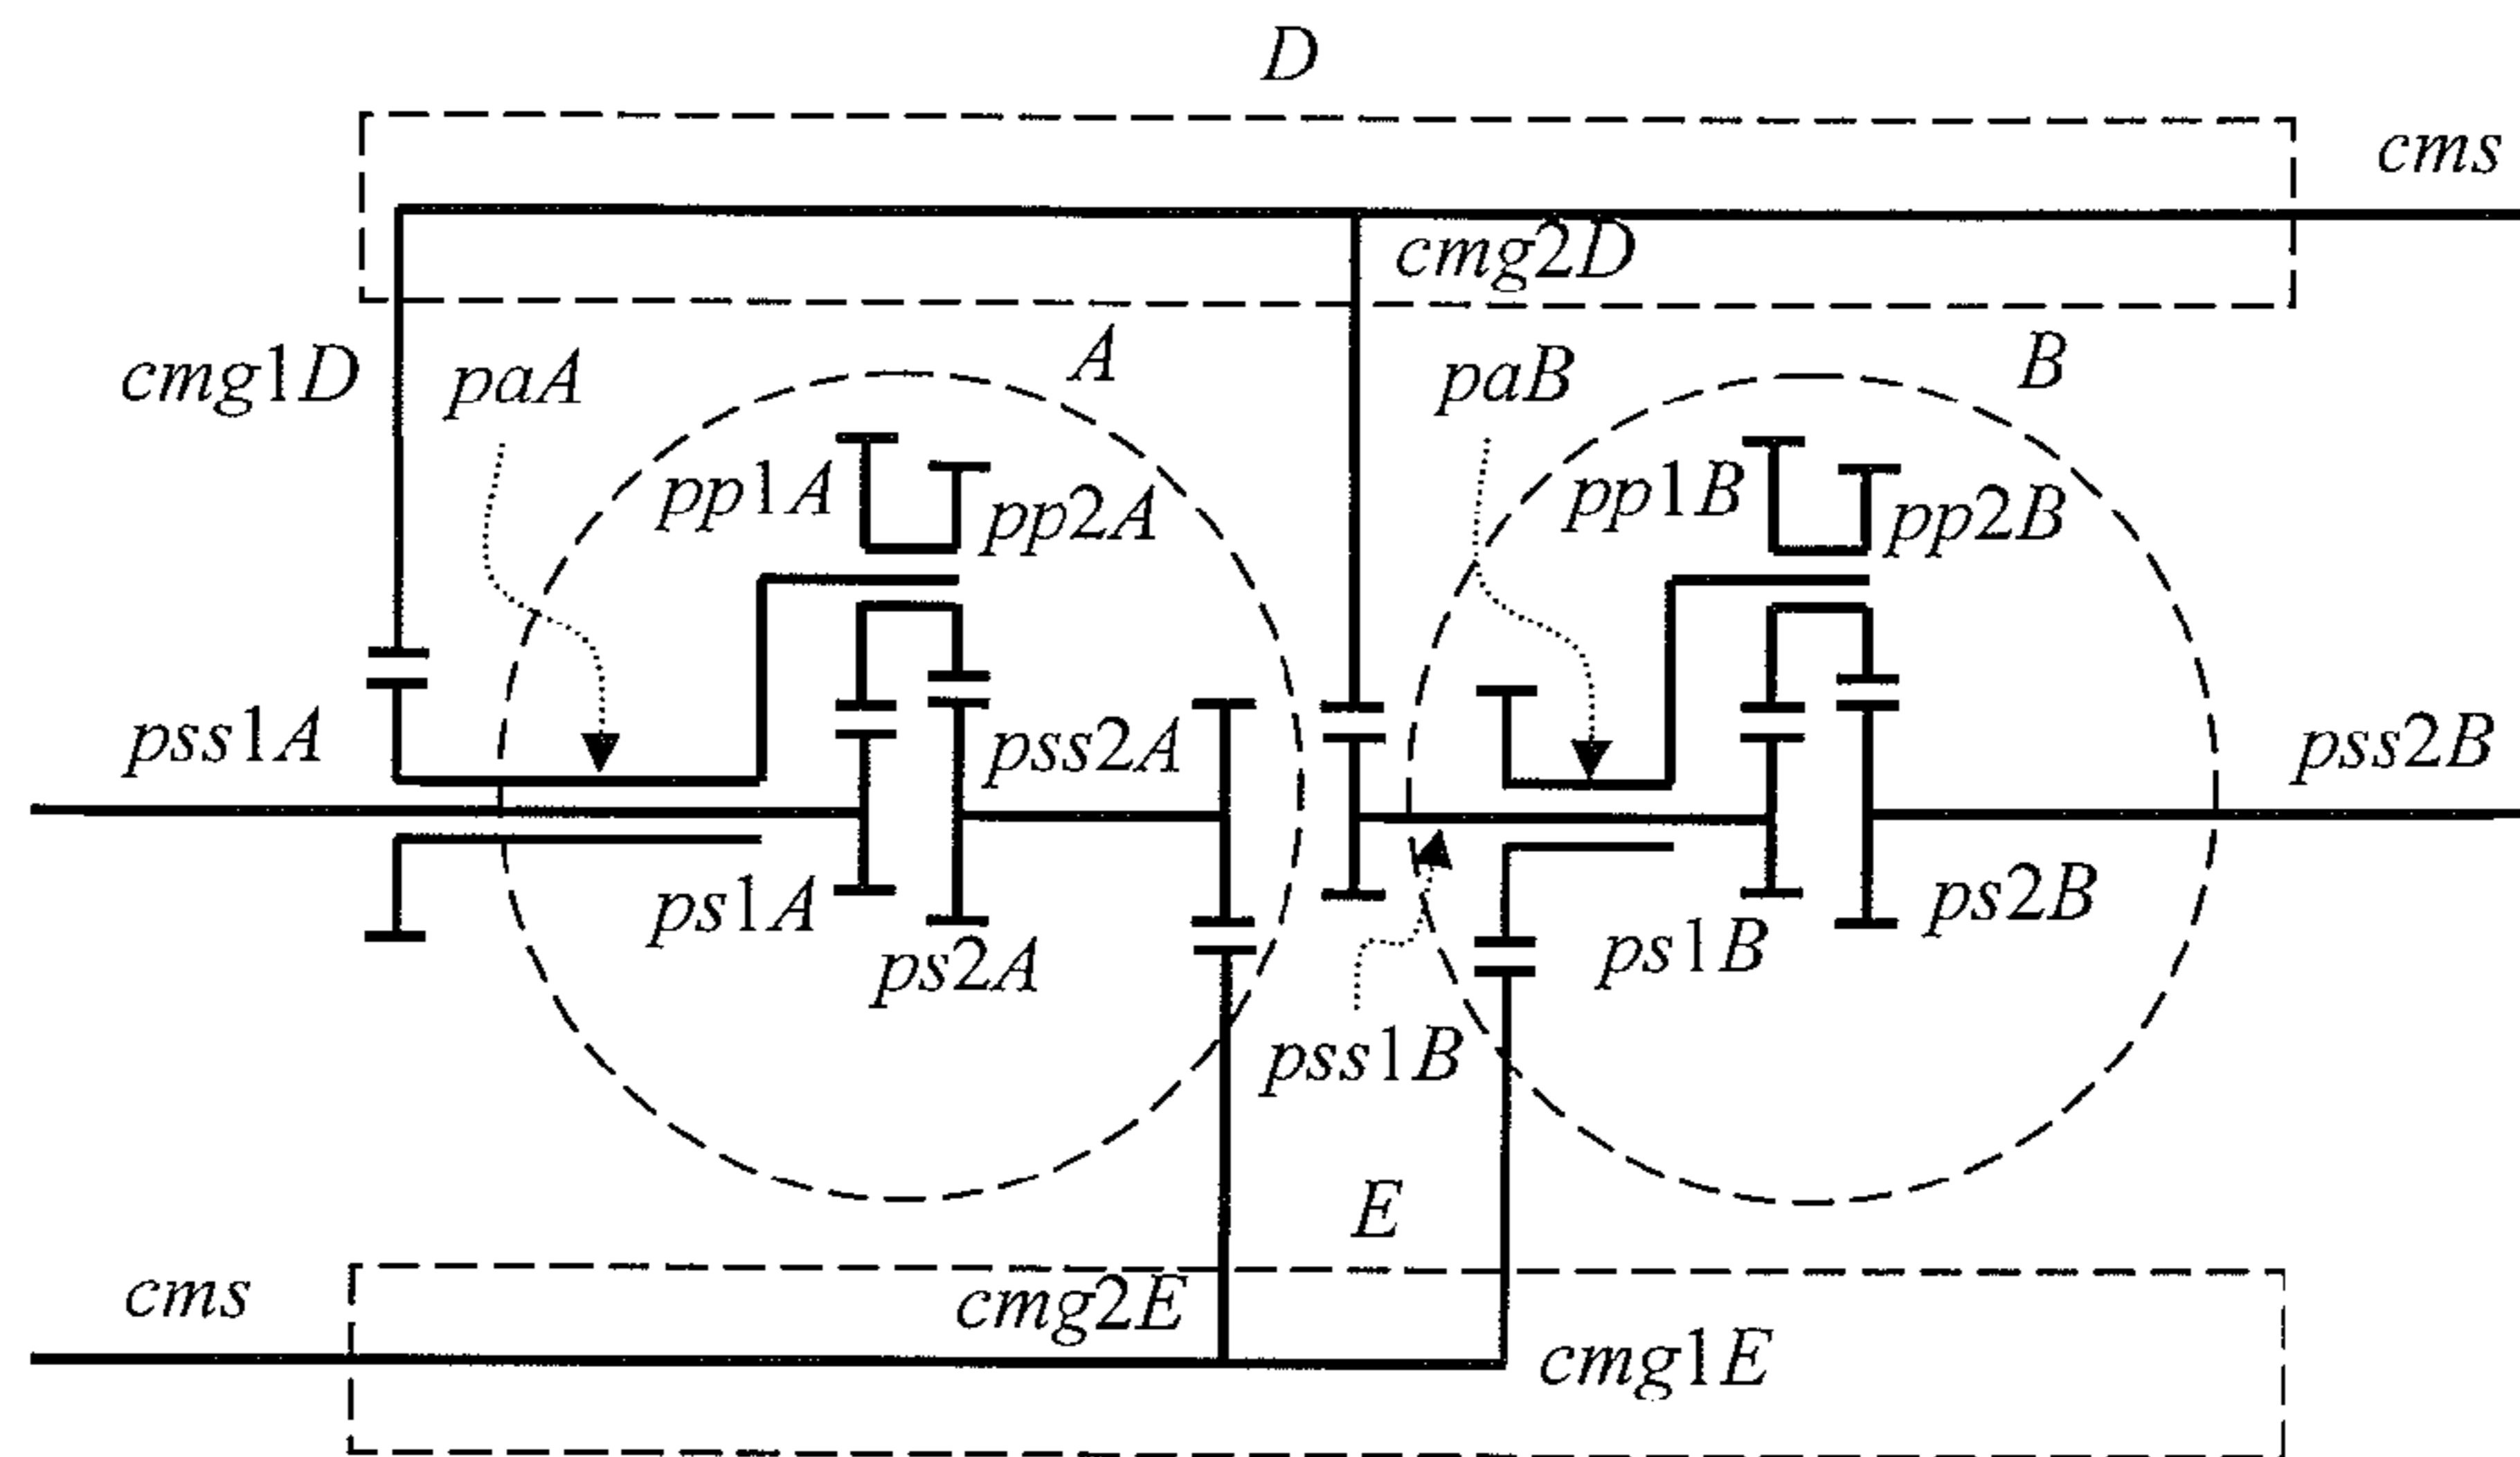 D
cms
cmg2D
cmg1D
paA
A
paB
B
pp1A
pp2A
pp1B
pp2B
pss1A
pss2A
pss2B
ps1A
ps2A
ps1B
ps2B
pss1B
E
cms
cmg2E
cmg1E